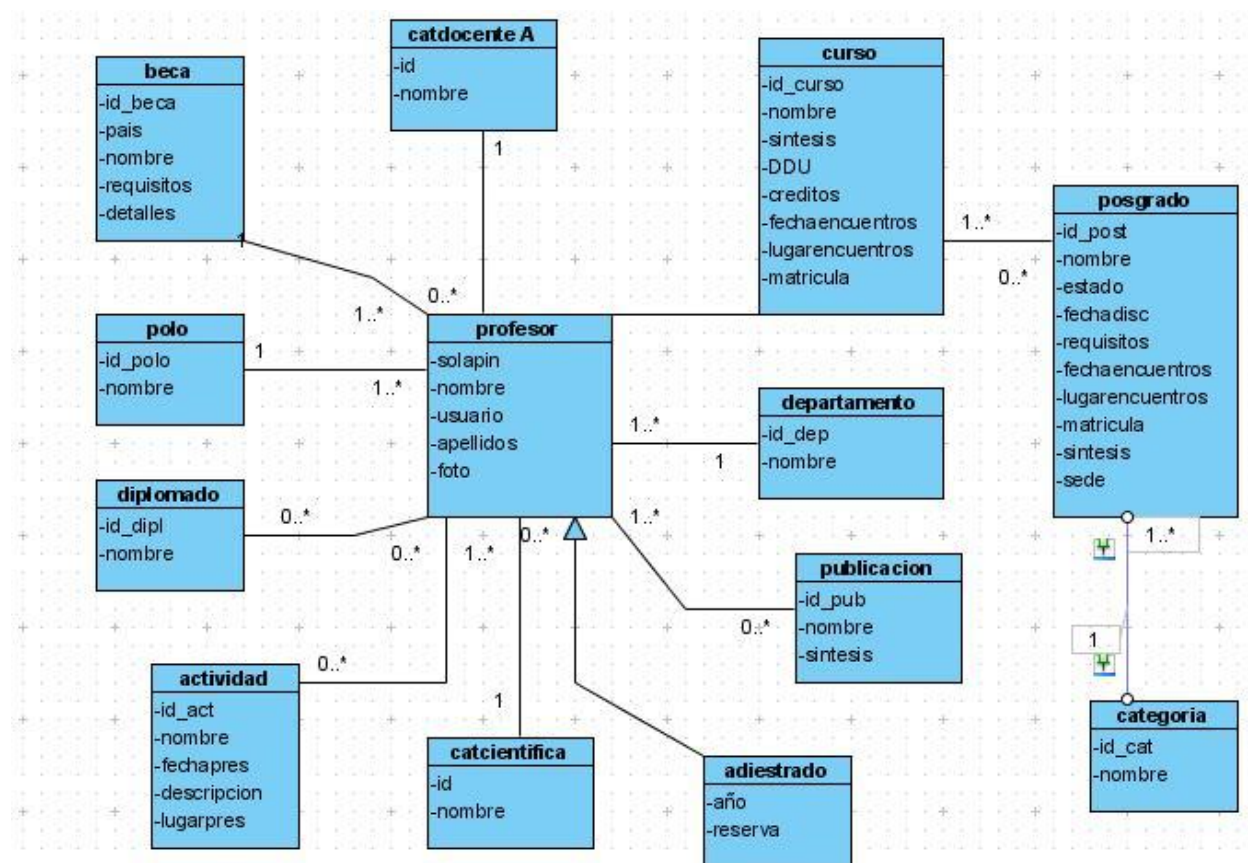 catdocente A
-id
-nombre
1
beca
-id_beca
-pais
-nombre
-requisitos
-detalles
1
1..*
0..*
curso
-id_curso
-nombre
-sintesis
-DDU
-creditos
-fechaencuentros
-lugarencuentros
-matricula
1..*
0..*
posgrado
-id_post
-nombre
-estado
-fechadisc
-requisitos
-fechaencuentros
-lugarencuentros
-matricula
-sintesis
-sede
1..*
1
categoria
-id_cat
-nombre
polo
-id_polo
-nombre
1
1..*
profesor
-solapin
-nombre
-usuario
-apellidos
-foto
1..*
1
departamento
-id_dep
-nombre
diplomado
-id_dipl
-nombre
0..*
0..*
1..*
0..*
1..*
0..*
publicacion
-id_pub
-nombre
-sintesis
actividad
-id_act
-nombre
-fechapres
-descripcion
-lugarpres
0..*
1
catcientifica
-id
-nombre
adiestrado
-año
-reserva